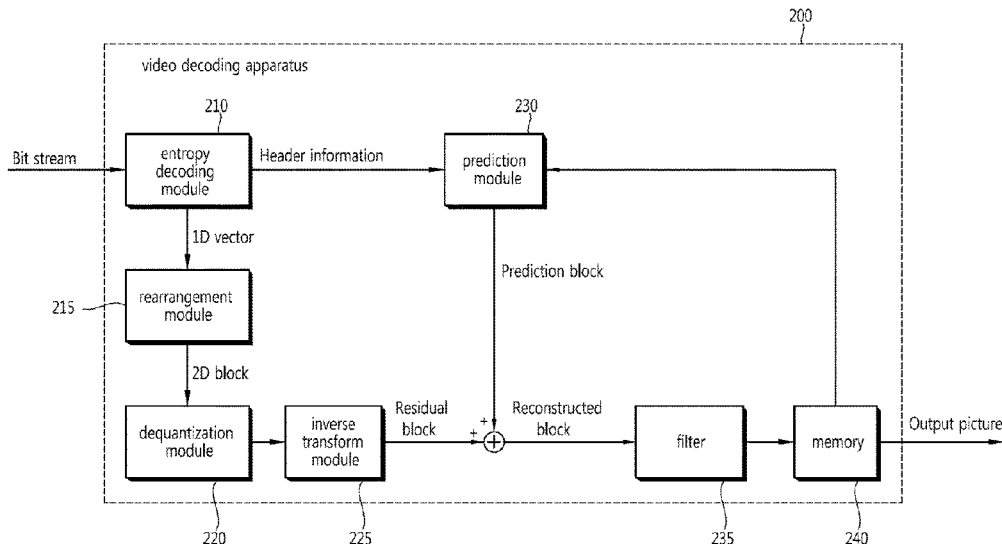 200
video decoding apparatus
210
230
Bit stream
entropy
decoding
module
Header information
prediction
module
1D vector
Prediction block
215
rearrangement
module
2D block
dequantization
module
inverse
transform
module
Residual
block
+
+
+
Reconstructed
block
filter
memory
Output picture
220
225
235
240